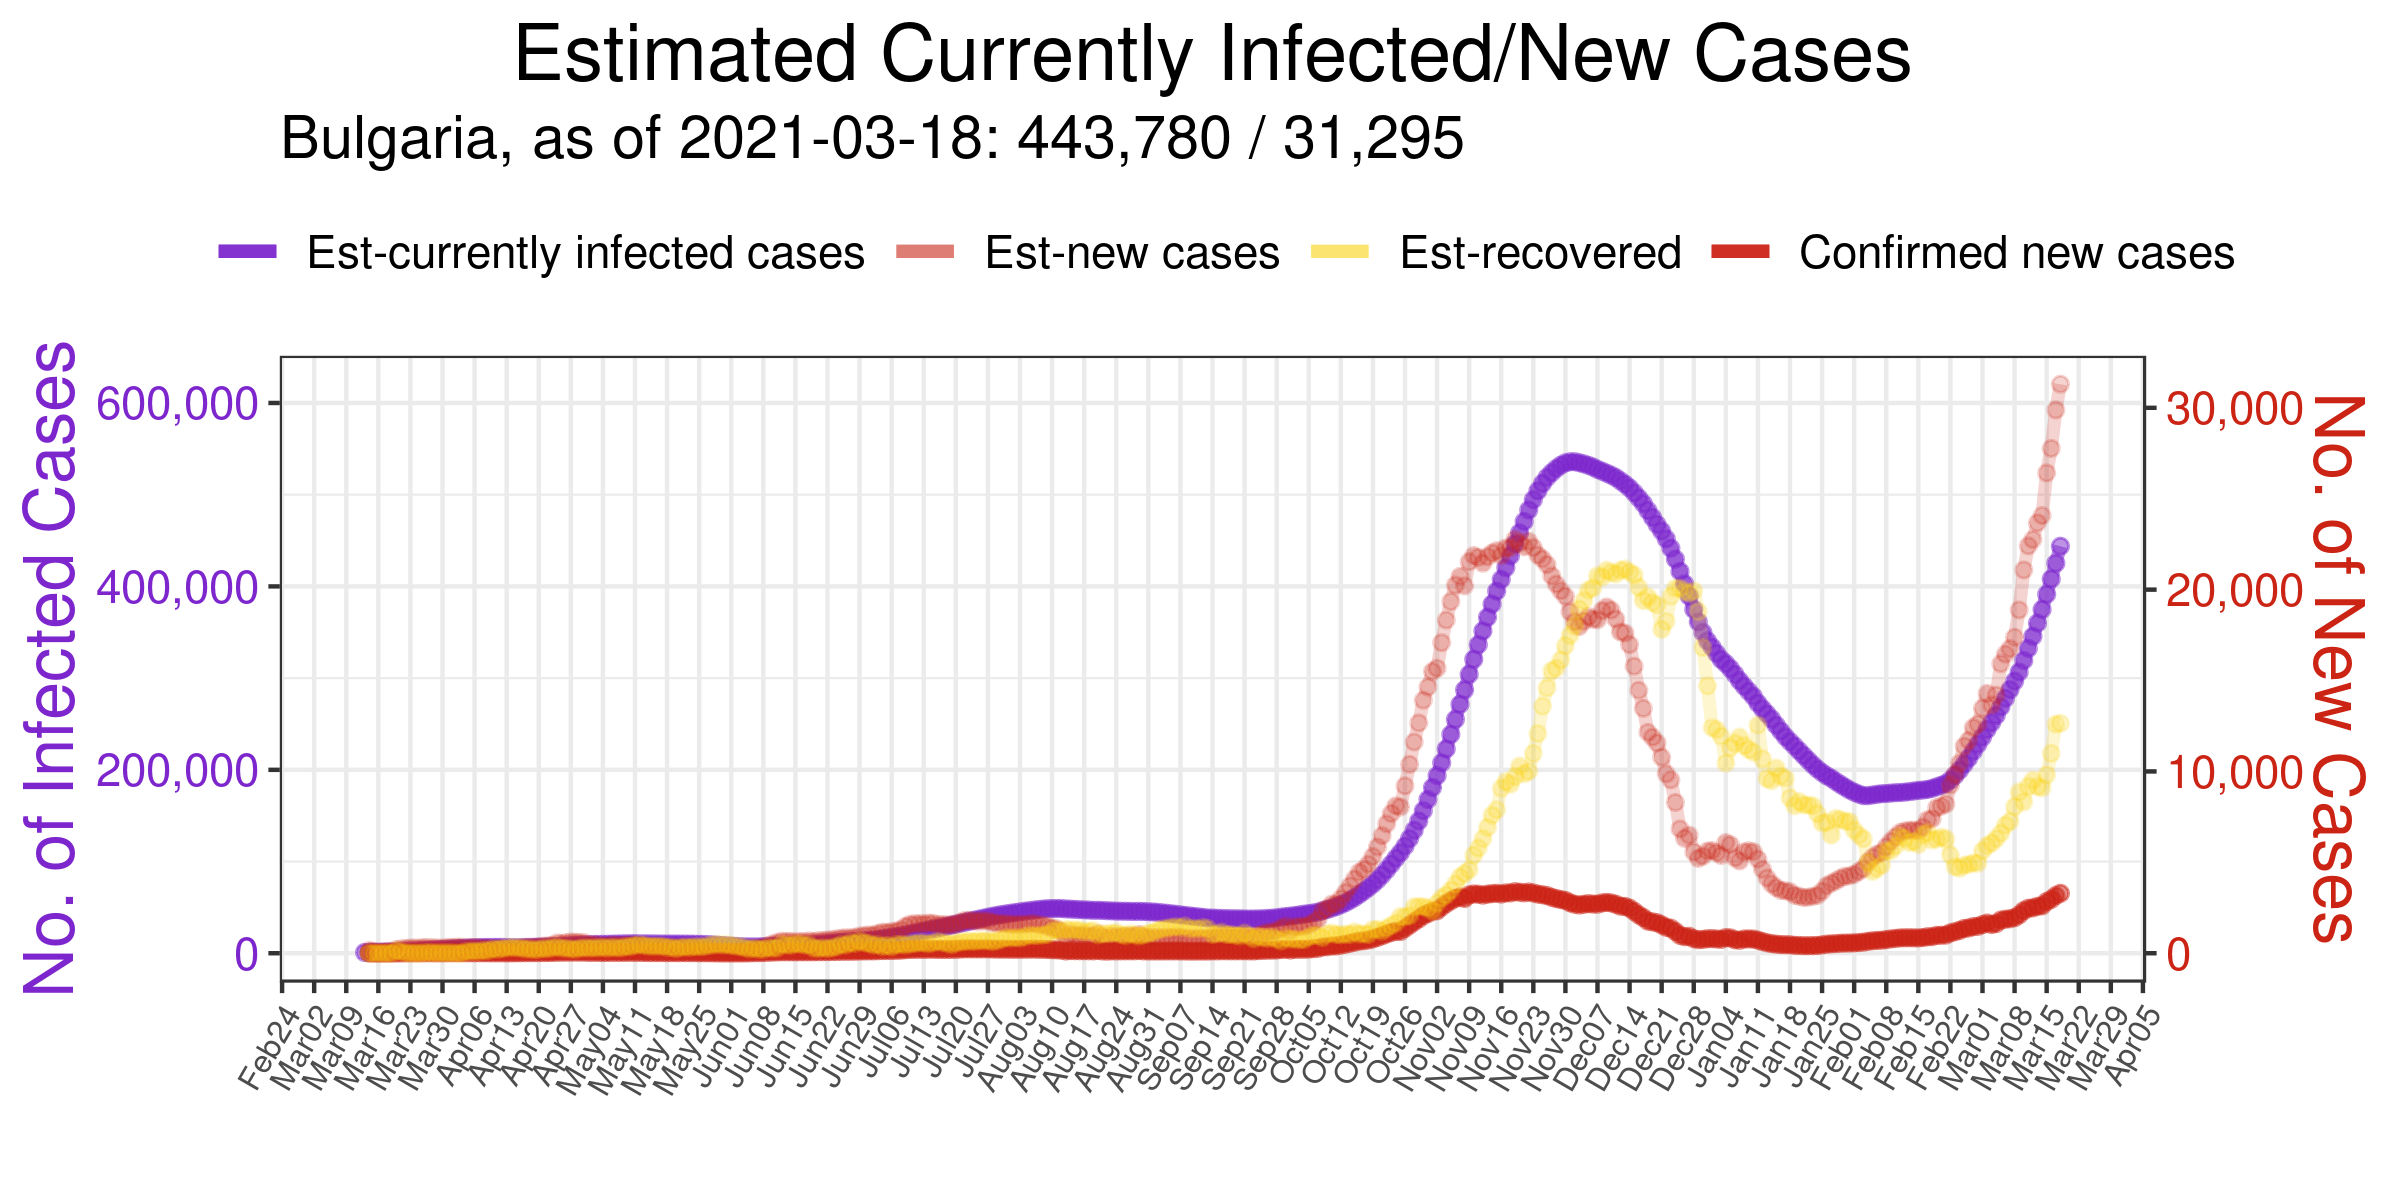 Estimated Currently Infected/New Cases
Bulgaria, as of 2021-03-18: 443,780 / 31,295
Est-currently infected cases Est-new cases Est-recovered Confirmed new cases
No. of Infected Cases
600,000
400,000
200,000
0
30,000
20,000
10,000
0
No. of New Cases
Feb24 Mar02 Mar09 Mar16 Mar23 Mar30 Apr06 Apr13 Apr20 Apr27 May04 May11 May18 May25 Jun01 Jun08 Jun15 Jun22 Jun29 Jul06 Jul13 Jul20 Jul27 Aug03 Aug10 Aug17 Aug24 Aug31 Sep07 Sep14 Sep21 Sep28 Oct05 Oct12 Oct19 Oct26 Nov02 Nov09 Nov16 Nov23 Nov30 Dec07 Dec14 Dec21 Dec28 Jan04 Jan11 Jan18 Jan25 Feb01 Feb08 Feb15 Feb22 Mar01 Mar08 Mar15 Mar22 Mar29 Apr05